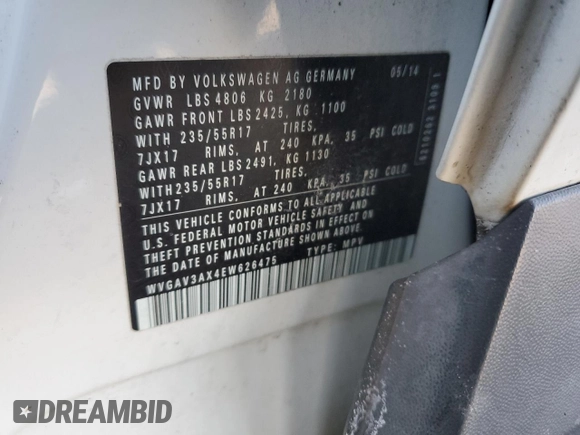 MFD BY VOLKSWAGEN AG GERMANY 05/14
GVWR LBS 4806 KG 2180
GAWR FRONT LBS 2425, KG 1100
WITH 235/55R17 TIRES,
7JX17 RIMS, AT 240 KPA, 35 PSI COLD
GAWR REAR LBS 2491, KG 1130
WITH 235/55R17 TIRES,
7JX17 RIMS, AT 240 KPA, 35 PSI COLD
THIS VEHICLE CONFORMS TO ALL APPLICABLE
U.S. FEDERAL MOTOR VEHICLE SAFETY AND
THEFT PREVENTION STANDARDS IN EFFECT ON
THE DATE OF MANUFACTURE SHOWN ABOVE.
WVGAV3AX4EW626475 TYPE: MPV
DREAMBID